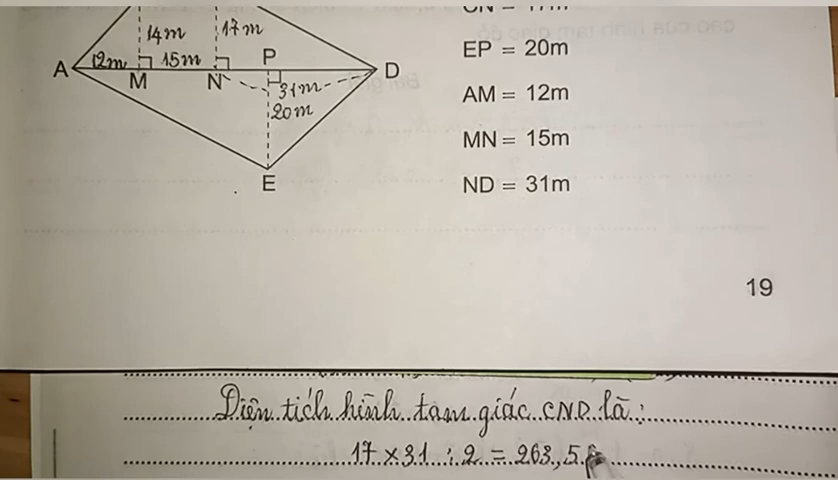 14m 17m
EP = 20m
A 12m 15m P D
M N 31m
AM = 12m
20m
MN = 15m
E
ND = 31m
19
Diện tích hình tam giác CND là:
17 × 31 : 2 = 263,5